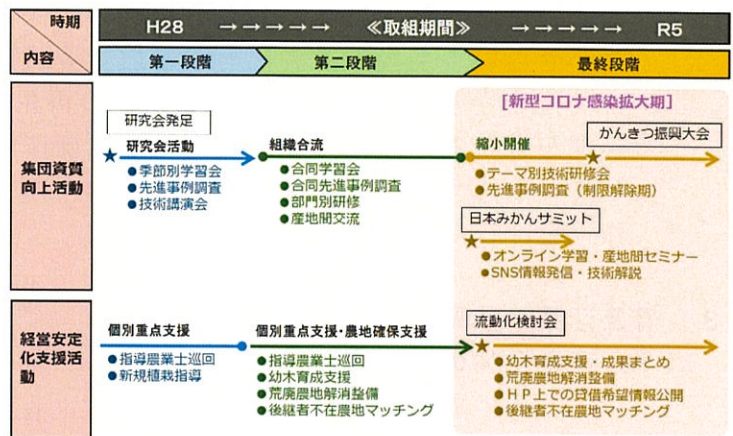 時期
内容
H28 → → → → → ≪取組期間≫ → → → → → R5
第一段階 第二段階 最終段階
[新型コロナ感染拡大期]
集団資質
向上活動
研究会発足
研究会活動
●季節別学習会
●先進事例調査
●技術講演会
組織合流
●合同学習会
●合同先進事例調査
●部門別研修
●産地間交流
縮小開催
かんきつ振興大会
●テーマ別技術研修会
●先進事例調査（制限解除期）
日本みかんサミット
●オンライン学習・産地間セミナー
●SNS情報発信・技術解説
経営安定
化支援活
動
個別重点支援
●指導農業士巡回
●新規植栽指導
個別重点支援・農地確保支援
●指導農業士巡回
●幼木育成支援
●荒廃農地解消整備
●後継者不在農地マッチング
流動化検討会
●幼木育成支援・成果まとめ
●荒廃農地解消整備
●ＨＰ上での貸借希望情報公開
●後継者不在農地マッチング